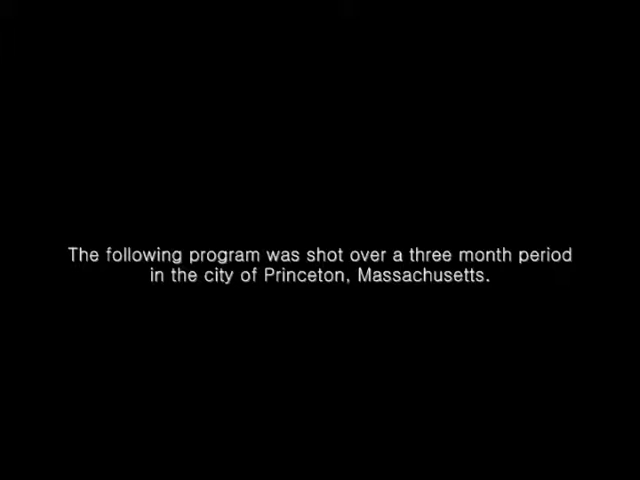 The following program was shot over a three month period
in the city of Princeton, Massachusetts.